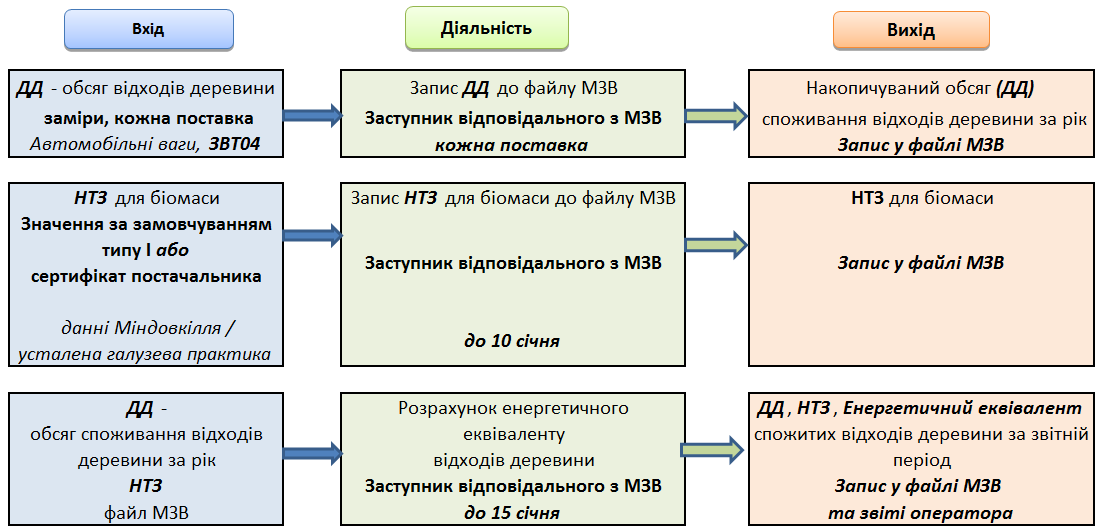 Вхід
Діяльність
Вихід
ДД - обсяг відходів деревини
заміри, кожна поставка
Автомобільні ваги, ЗВТ04
Запис ДД до файлу МЗВ
Заступник відповідального з МЗВ
кожна поставка
Накопичуваний обсяг (ДД)
споживання відходів деревини за рік
Запис у файлі МЗВ
НТЗ для біомаси
Значення за замовчуванням
типу І або
сертифікат постачальника
данні Міндовкілля /
усталена галузева практика
Запис НТЗ для біомаси до файлу МЗВ
Заступник відповідального з МЗВ
до 10 січня
НТЗ для біомаси
Запис у файлі МЗВ
ДД -
обсяг споживання відходів
деревини за рік
НТЗ
файл МЗВ
Розрахунок енергетичного
еквіваленту
відходів деревини
Заступник відповідального з МЗВ
до 15 січня
ДД , НТЗ , Енергетичний еквівалент
спожитих відходів деревини за звітній
період
Запис у файлі МЗВ
та звіті оператора